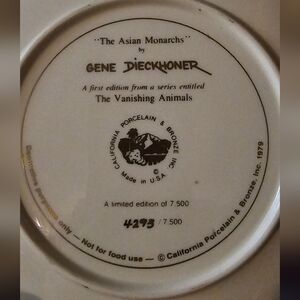 "The Asian Monarchs"
by
GENE DIECKHONER
A first edition from a series entitled
The Vanishing Animals
CALIFORNIA PORCELAIN & BRONZE INC.
©
Made in U.S.A.
A limited edition of 7.500
4293/7.500
Decorative purposes only — Not for food use — © California Porcelain & Bronze, Inc. 1979